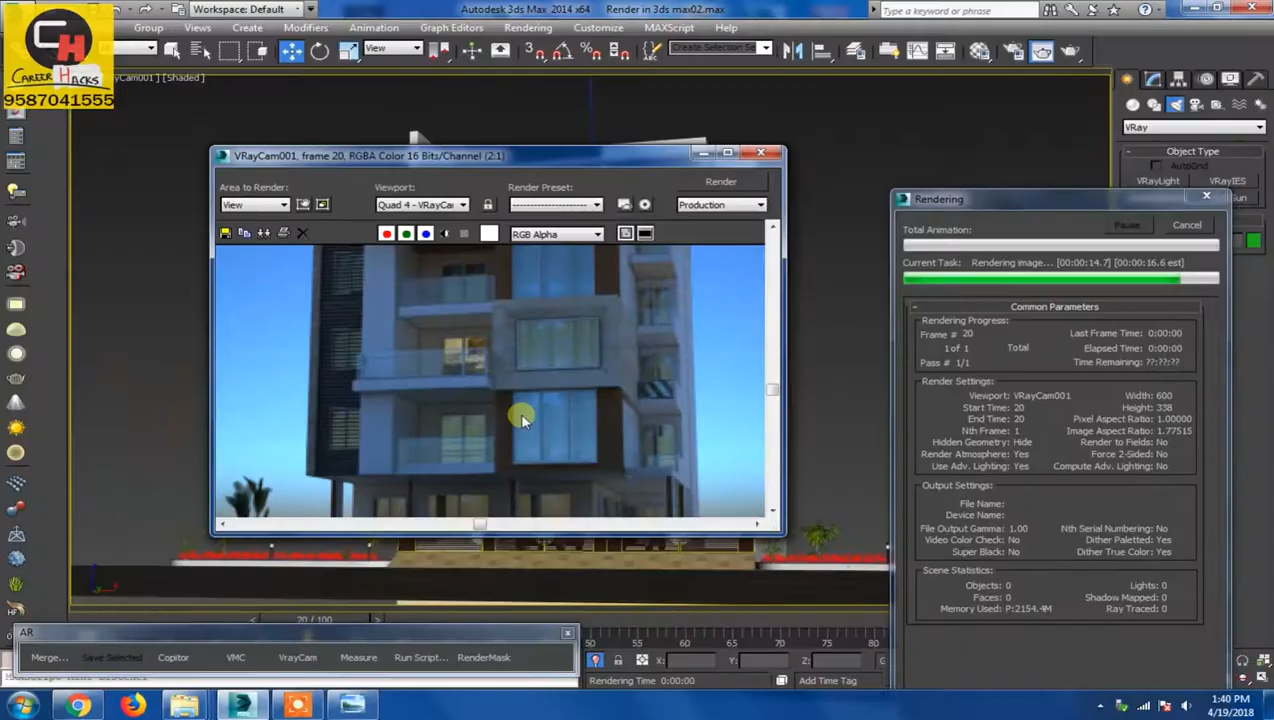 Workspace: Default
Autodesk 3ds Max 2014 x64
Render in 3ds max02.max
Type a keyword or phrase
Group
Views
Create
Modifiers
Animation
Graph Editors
Rendering
Customize
MAXScript
Help
View
Create Selection Se
CH
CAREER HACKS
9587041555
yCam001 ] [Shaded ]
VRay
Object Type
AutoGrid
VRayLight
VRayIES
Sun
VRayCam001, frame 20, RGBA Color 16 Bits/Channel (2:1)
Area to Render:
Viewport:
Render Preset:
Render
View
Quad 4 - VRayCa
Production
RGB Alpha
Rendering
Total Animation:
Pause
Cancel
Current Task:
Rendering image... [00:00:14.7] [00:00:16.6 est]
Common Parameters
Rendering Progress:
Frame # 20
Last Frame Time: 0:00:00
1 of 1
Total
Elapsed Time: 0:00:00
Pass # 1/1
Time Remaining: ??:??:??
Render Settings:
Viewport: VRayCam001
Width: 600
Start Time: 20
Height: 338
End Time: 20
Pixel Aspect Ratio: 1.00000
Nth Frame: 1
Image Aspect Ratio: 1.77515
Hidden Geometry: Hide
Render to Fields: No
Render Atmosphere: Yes
Force 2-Sided: No
Use Adv. Lighting: Yes
Compute Adv. Lighting: No
Output Settings:
File Name:
Device Name:
File Output Gamma: 1.00
Nth Serial Numbering: No
Video Color Check: No
Dither Paletted: Yes
Super Black: No
Dither True Color: Yes
Scene Statistics:
Objects: 0
Lights: 0
Faces: 0
Shadow Mapped: 0
Memory Used: P:2154.4M
Ray Traced: 0
20 / 100
AR
Merge...
Save Selected
Copitor
VMC
VrayCam
Measure
Run Script...
RenderMask
50
55
60
65
70
75
80
X:
Y:
Z:
Rendering Time 0:00:00
Add Time Tag
HF
1:40 PM
4/19/2018